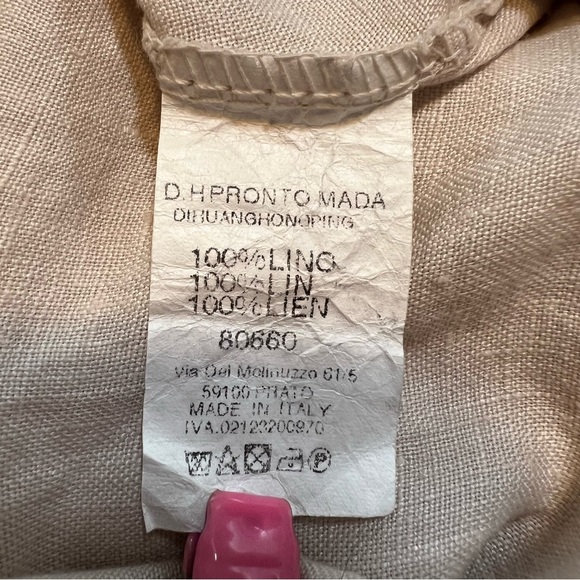 D.H PRONTO MADA
DIHUANGHONGPING
100% LINO
100% LIN
100% LIEN
80660
Via Del Molinuzzo 61/5
59100 PRATO
MADE IN ITALY
IVA.02123200970